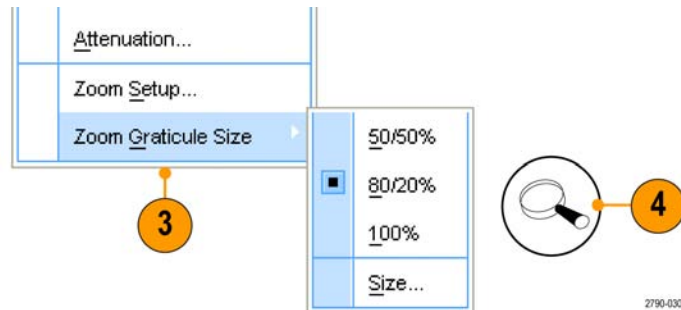 Attenuation...
Zoom Setup...
Zoom Graticule Size
50/50%
80/20%
100%
Size...
3
4
2790-030